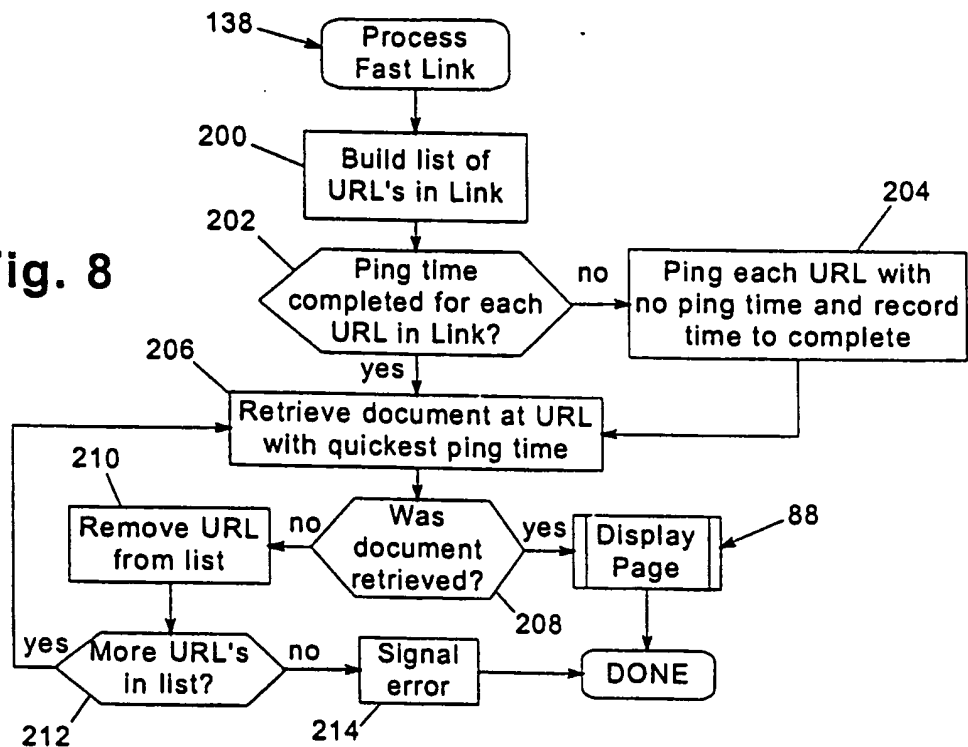 138
Process
Fast Link
200
Build list of
URL's in Link
202
204
ig. 8
Ping time
completed for each
URL in Link?
no
Ping each URL with
no ping time and record
time to complete
206
yes
Retrieve document at URL
with quickest ping time
210
Remove URL
from list
no
Was
document
retrieved?
yes
Display
Page
88
208
yes
More URL's
in list?
no
Signal
error
DONE
212
214